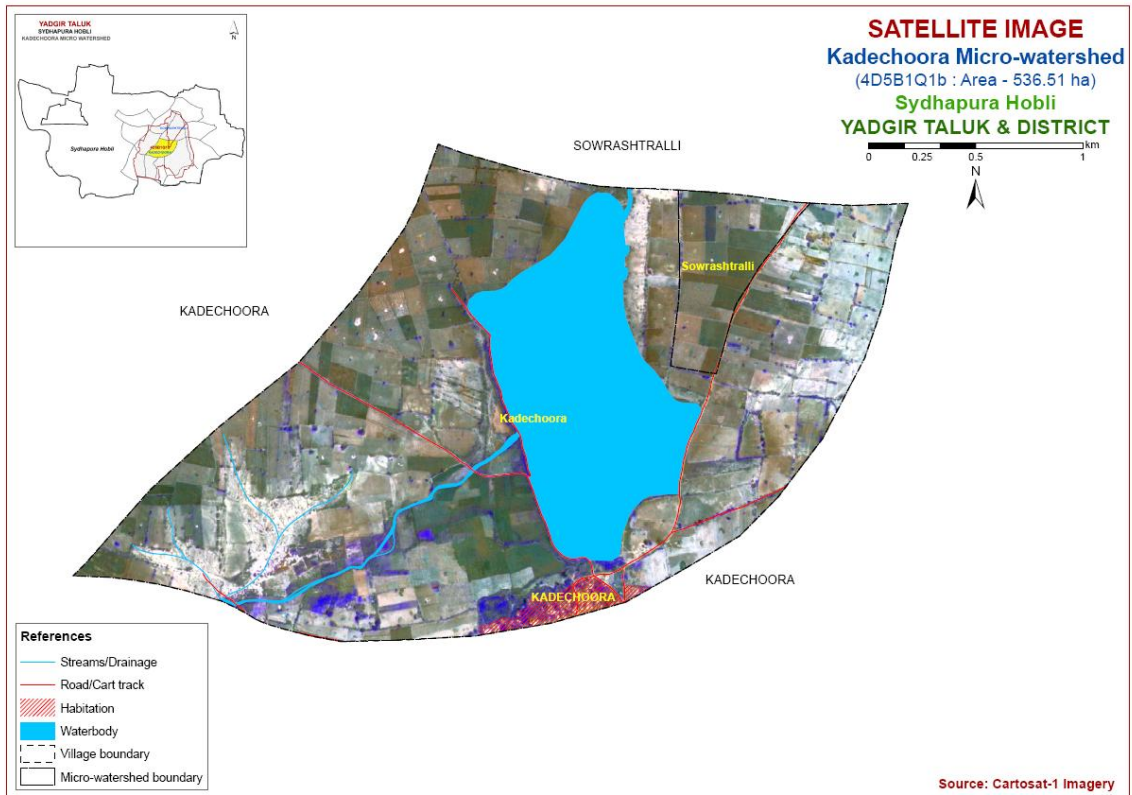 YADGIR TALUK
SYDHAPURA HOBLI
KADECHOORA MICRO WATERSHED
N
Sydhapura Hobli
SATELLITE IMAGE
Kadechoora Micro-watershed
(4D5B1Q1b : Area - 536.51 ha)
Sydhapura Hobli
YADGIR TALUK & DISTRICT
km
0 0.25 0.5 1
N
SOWRASHTRALLI
Sowrashtralli
KADECHOORA
Kadechoora
KADECHOORA
KADECHOORA
References
Streams/Drainage
Road/Cart track
Habitation
Waterbody
Village boundary
Micro-watershed boundary
Source: Cartosat-1 Imagery